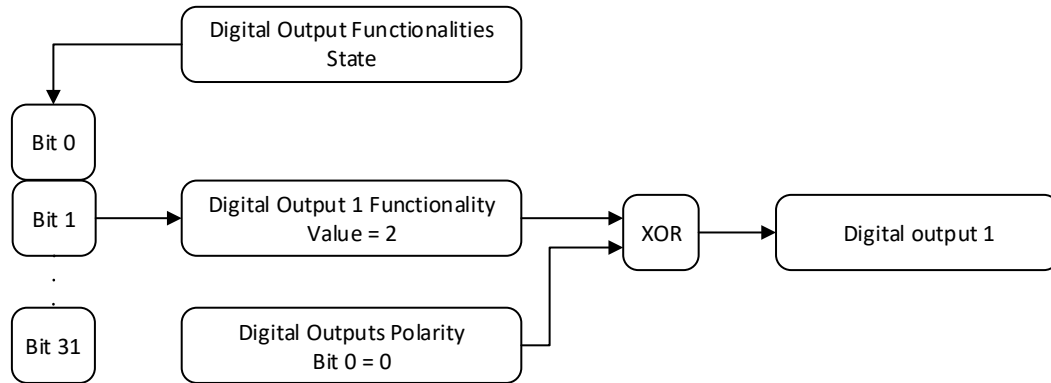 Digital Output Functionalities
State
Bit 0
Bit 1
Digital Output 1 Functionality
Value = 2
XOR
Digital output 1
.
.
.
Bit 31
Digital Outputs Polarity
Bit 0 = 0